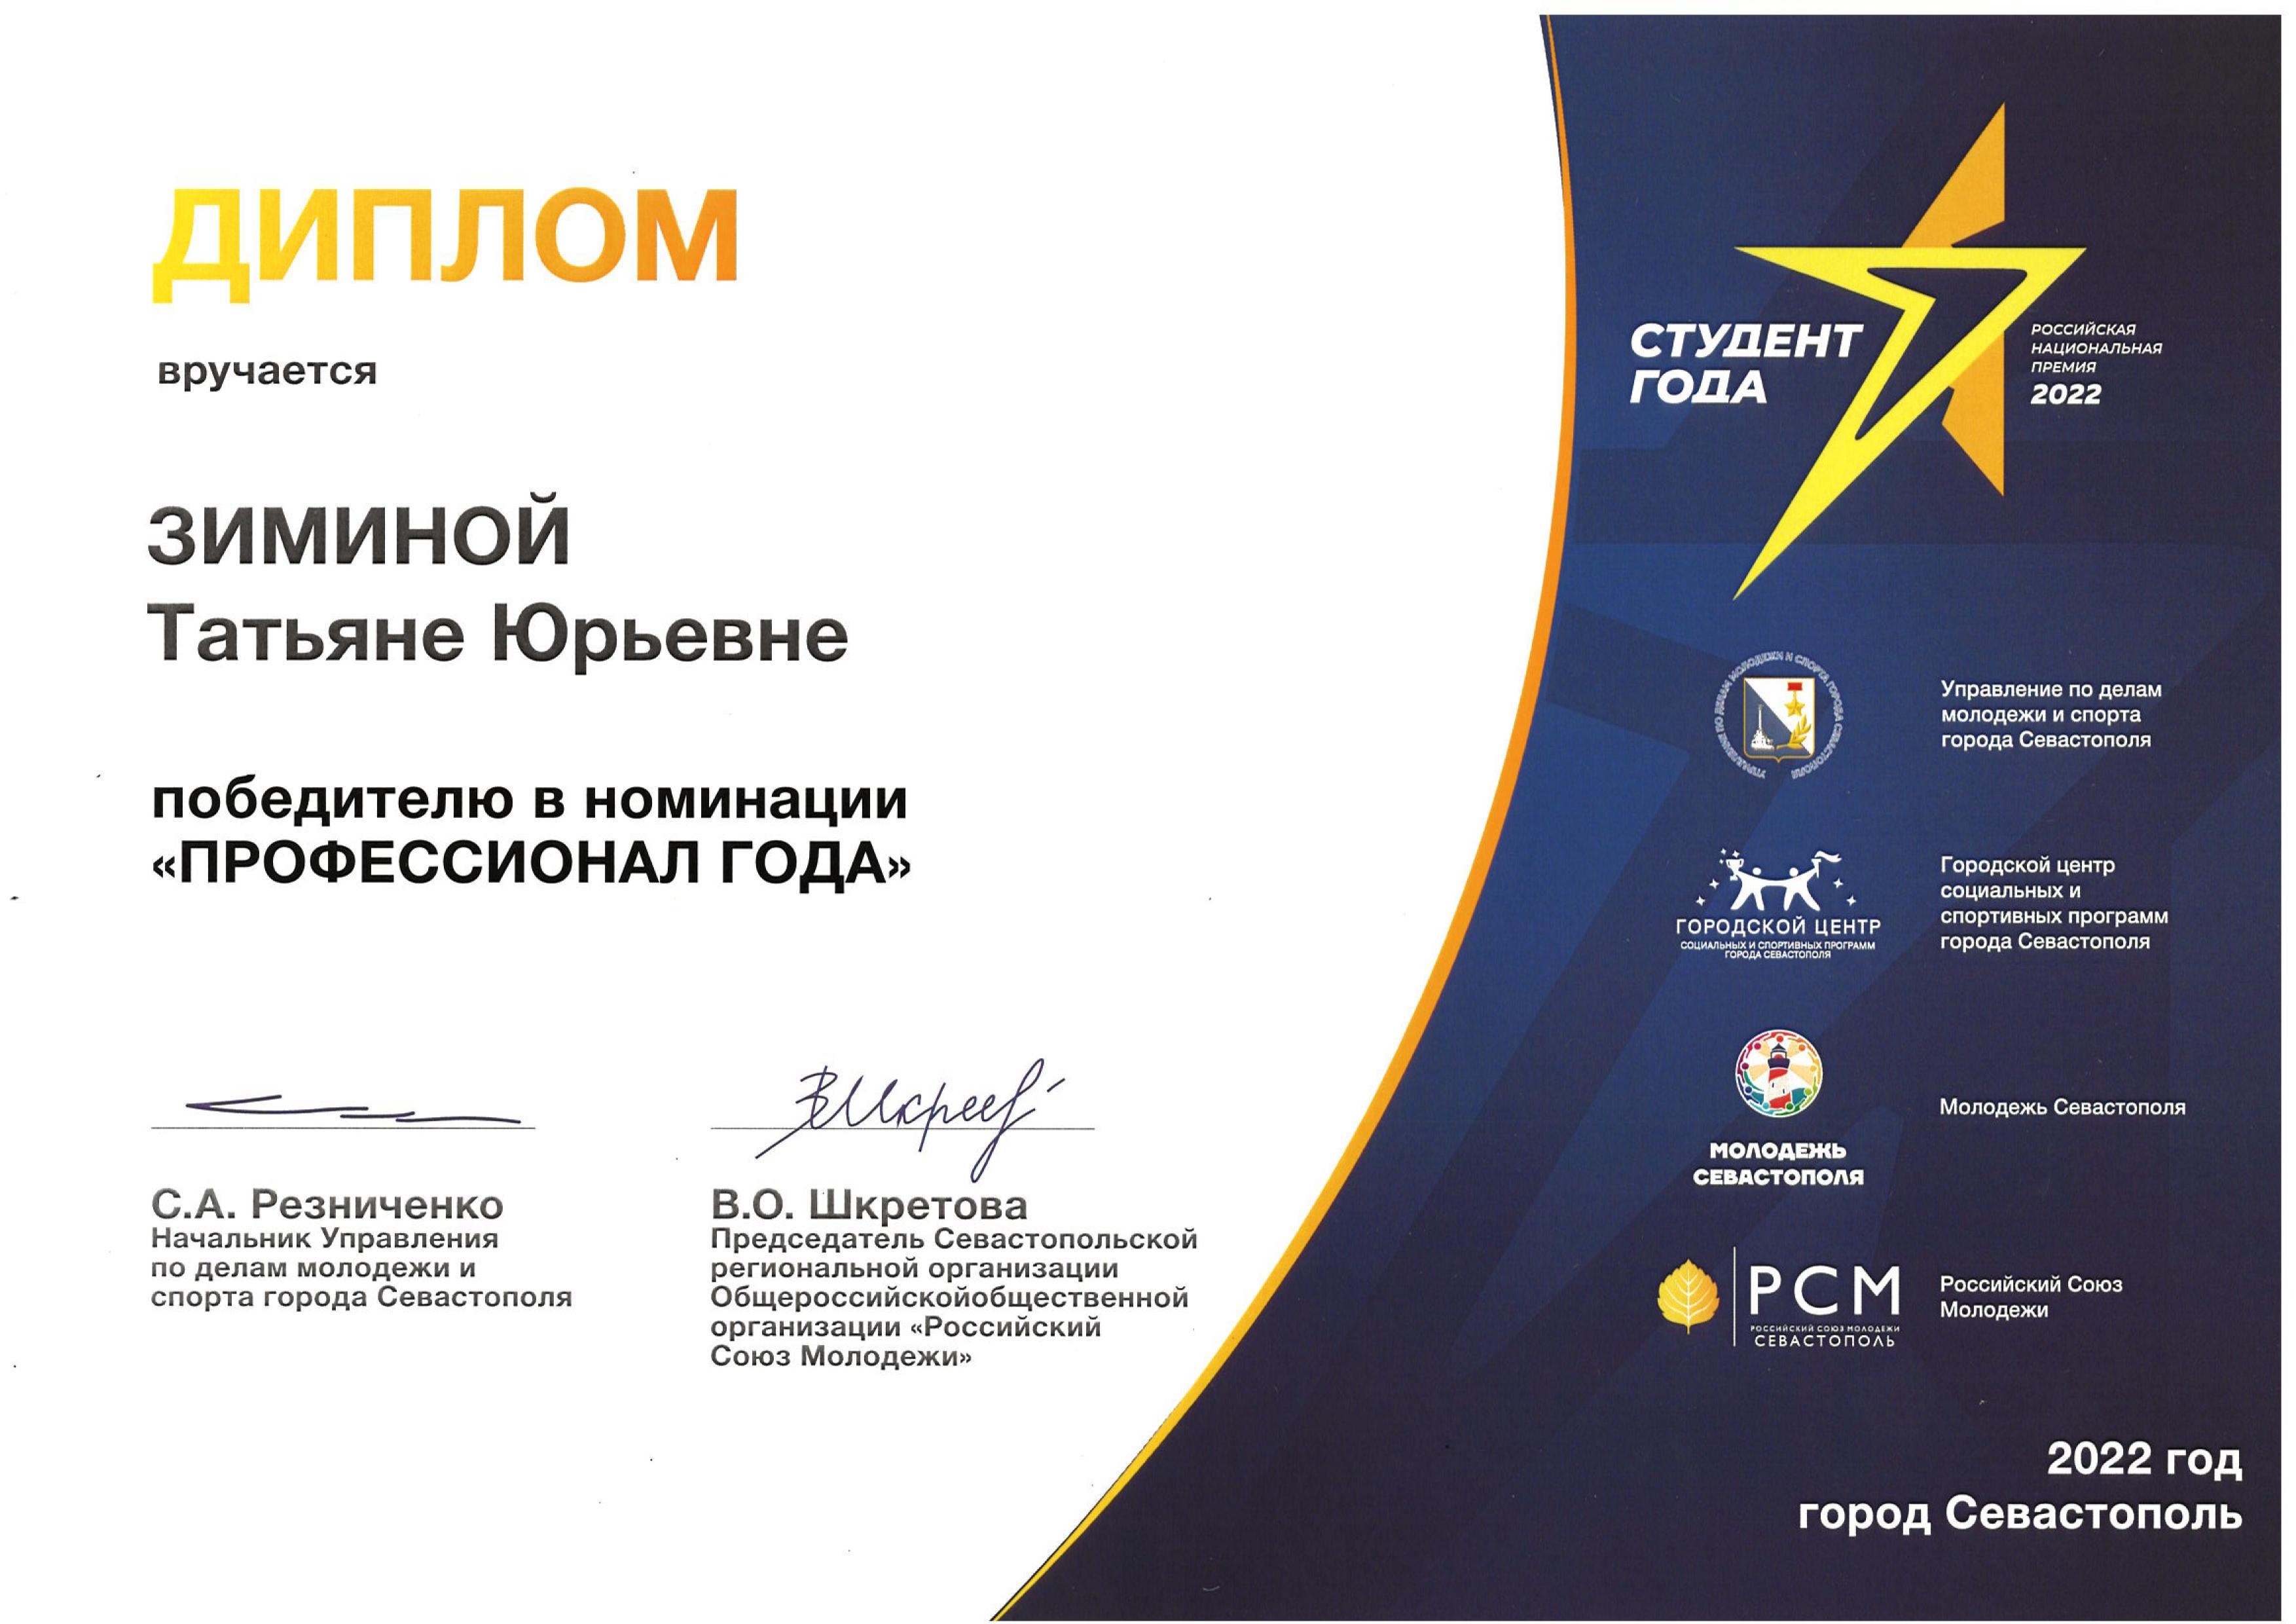 ДИПЛОМ
вручается
ЗИМИНОЙ
Татьяне Юрьевне
победителю в номинации
«ПРОФЕССИОНАЛ ГОДА»
С.А. Резниченко
Начальник Управления
по делам молодежи и
спорта города Севастополя
В.О. Шкретова
Председатель Севастопольской
региональной организации
Общероссийскойобщественной
организации «Российский
Союз Молодежи»
СТУДЕНТ
ГОДА
РОССИЙСКАЯ
НАЦИОНАЛЬНАЯ
ПРЕМИЯ
2022
УПРАВЛЕНИЕ ПО ДЕЛАМ МОЛОДЕЖИ И СПОРТА ГОРОДА СЕВАСТОПОЛЯ
Управление по делам
молодежи и спорта
города Севастополя
ГОРОДСКОЙ ЦЕНТР
СОЦИАЛЬНЫХ И СПОРТИВНЫХ ПРОГРАММ
ГОРОДА СЕВАСТОПОЛЯ
Городской центр
социальных и
спортивных программ
города Севастополя
МОЛОДЕЖЬ
СЕВАСТОПОЛЯ
Молодежь Севастополя
РСМ
РОССИЙСКИЙ СОЮЗ МОЛОДЕЖИ
СЕВАСТОПОЛЬ
Российский Союз
Молодежи
2022 год
город Севастополь